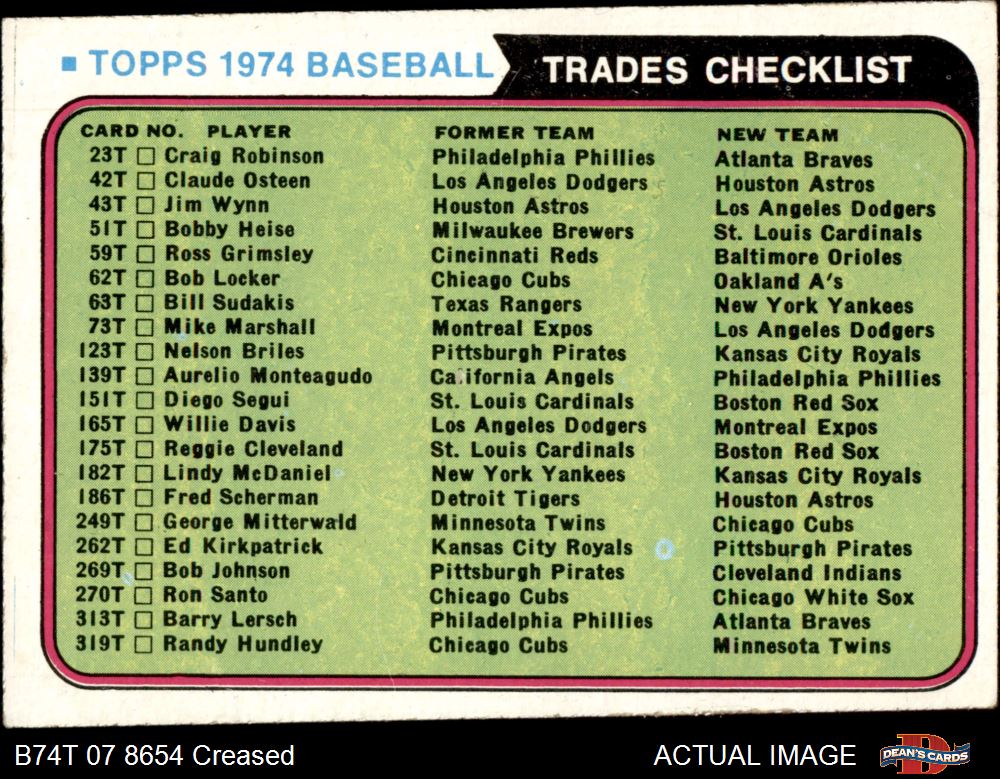 ▪ TOPPS 1974 BASEBALL TRADES CHECKLIST
CARD NO. PLAYER FORMER TEAM NEW TEAM
23T □ Craig Robinson Philadelphia Phillies Atlanta Braves
42T □ Claude Osteen Los Angeles Dodgers Houston Astros
43T □ Jim Wynn Houston Astros Los Angeles Dodgers
51T □ Bobby Heise Milwaukee Brewers St. Louis Cardinals
59T □ Ross Grimsley Cincinnati Reds Baltimore Orioles
62T □ Bob Locker Chicago Cubs Oakland A's
63T □ Bill Sudakis Texas Rangers New York Yankees
73T □ Mike Marshall Montreal Expos Los Angeles Dodgers
123T □ Nelson Briles Pittsburgh Pirates Kansas City Royals
139T □ Aurelio Monteagudo California Angels Philadelphia Phillies
151T □ Diego Segui St. Louis Cardinals Boston Red Sox
165T □ Willie Davis Los Angeles Dodgers Montreal Expos
175T □ Reggie Cleveland St. Louis Cardinals Boston Red Sox
182T □ Lindy McDaniel New York Yankees Kansas City Royals
186T □ Fred Scherman Detroit Tigers Houston Astros
249T □ George Mitterwald Minnesota Twins Chicago Cubs
262T □ Ed Kirkpatrick Kansas City Royals Pittsburgh Pirates
269T □ Bob Johnson Pittsburgh Pirates Cleveland Indians
270T □ Ron Santo Chicago Cubs Chicago White Sox
313T □ Barry Lersch Philadelphia Phillies Atlanta Braves
319T □ Randy Hundley Chicago Cubs Minnesota Twins
B74T 07 8654 Creased ACTUAL IMAGE DEAN'S CARDS